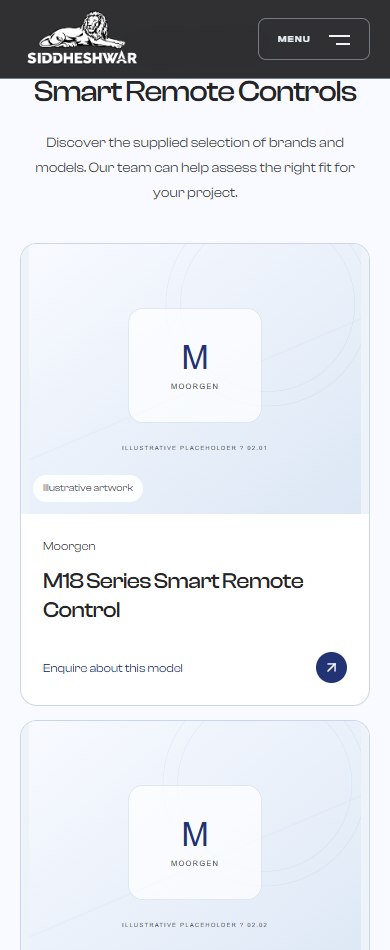 SIDDHESHWAR
MENU
Smart Remote Controls
Discover the supplied selection of brands and
models. Our team can help assess the right fit for
your project.
M
MOORGEN
ILLUSTRATIVE PLACEHOLDER ? 02.01
Illustrative artwork
Moorgen
M18 Series Smart Remote
Control
Enquire about this model
M
MOORGEN
ILLUSTRATIVE PLACEHOLDER ? 02.02